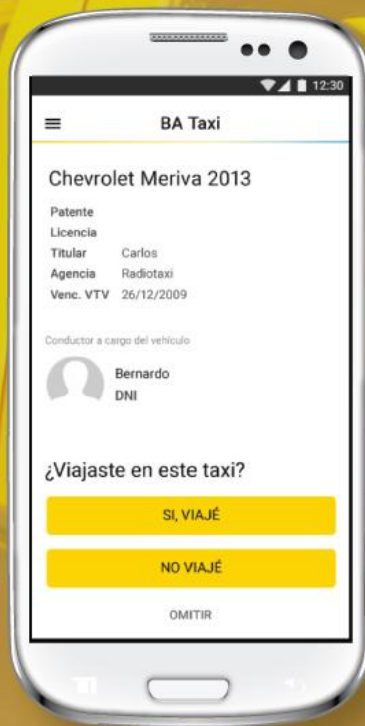 12:30
BA Taxi
Chevrolet Meriva 2013
Patente
Licencia
Titular Carlos
Agencia Radiotaxi
Venc. VTV 26/12/2009
Conductor a cargo del vehículo
Bernardo
DNI
¿Viajaste en este taxi?
SI, VIAJÉ
NO VIAJÉ
OMITIR